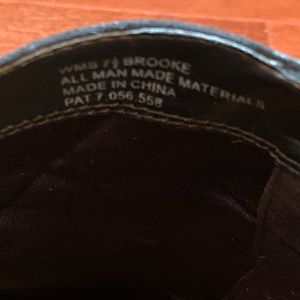 WMS 7½ BROOKE
ALL MAN MADE MATERIALS
MADE IN CHINA
PAT 7 056 558